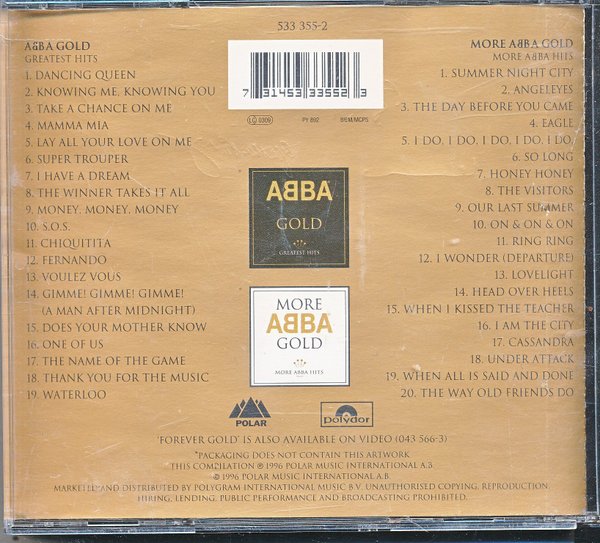 533 355-2
ABBA GOLD
GREATEST HITS
1. DANCING QUEEN
2. KNOWING ME, KNOWING YOU
3. TAKE A CHANCE ON ME
4. MAMMA MIA
5. LAY ALL YOUR LOVE ON ME
6. SUPER TROUPER
7. I HAVE A DREAM
8. THE WINNER TAKES IT ALL
9. MONEY, MONEY, MONEY
10. S.O.S.
11. CHIQUITITA
12. FERNANDO
13. VOULEZ VOUS
14. GIMME! GIMME! GIMME!
(A MAN AFTER MIDNIGHT)
15. DOES YOUR MOTHER KNOW
16. ONE OF US
17. THE NAME OF THE GAME
18. THANK YOU FOR THE MUSIC
19. WATERLOO
7 31453 33552 3
LC 0309 PY 892 BIEM/MCPS
ABBA
GOLD
GREATEST HITS
MORE
ABBA
GOLD
MORE ABBA HITS
MORE ABBA GOLD
MORE ABBA HITS
1. SUMMER NIGHT CITY
2. ANGELEYES
3. THE DAY BEFORE YOU CAME
4. EAGLE
5. I DO, I DO, I DO, I DO, I DO,
6. SO LONG
7. HONEY HONEY
8. THE VISITORS
9. OUR LAST SUMMER
10. ON & ON & ON
11. RING RING
12. I WONDER (DEPARTURE)
13. LOVELIGHT
14. HEAD OVER HEELS
15. WHEN I KISSED THE TEACHER
16. I AM THE CITY
17. CASSANDRA
18. UNDER ATTACK
19. WHEN ALL IS SAID AND DONE
20. THE WAY OLD FRIENDS DO
POLAR
polydor
'FOREVER GOLD' IS ALSO AVAILABLE ON VIDEO (043 566-3)
*PACKAGING DOES NOT CONTAIN THIS ARTWORK
THIS COMPILATION ℗ 1996 POLAR MUSIC INTERNATIONAL A.B.
© 1996 POLAR MUSIC INTERNATIONAL A.B.
MARKETED AND DISTRIBUTED BY POLYGRAM INTERNATIONAL MUSIC B.V. UNAUTHORISED COPYING, REPRODUCTION,
HIRING, LENDING, PUBLIC PERFORMANCE AND BROADCASTING PROHIBITED.